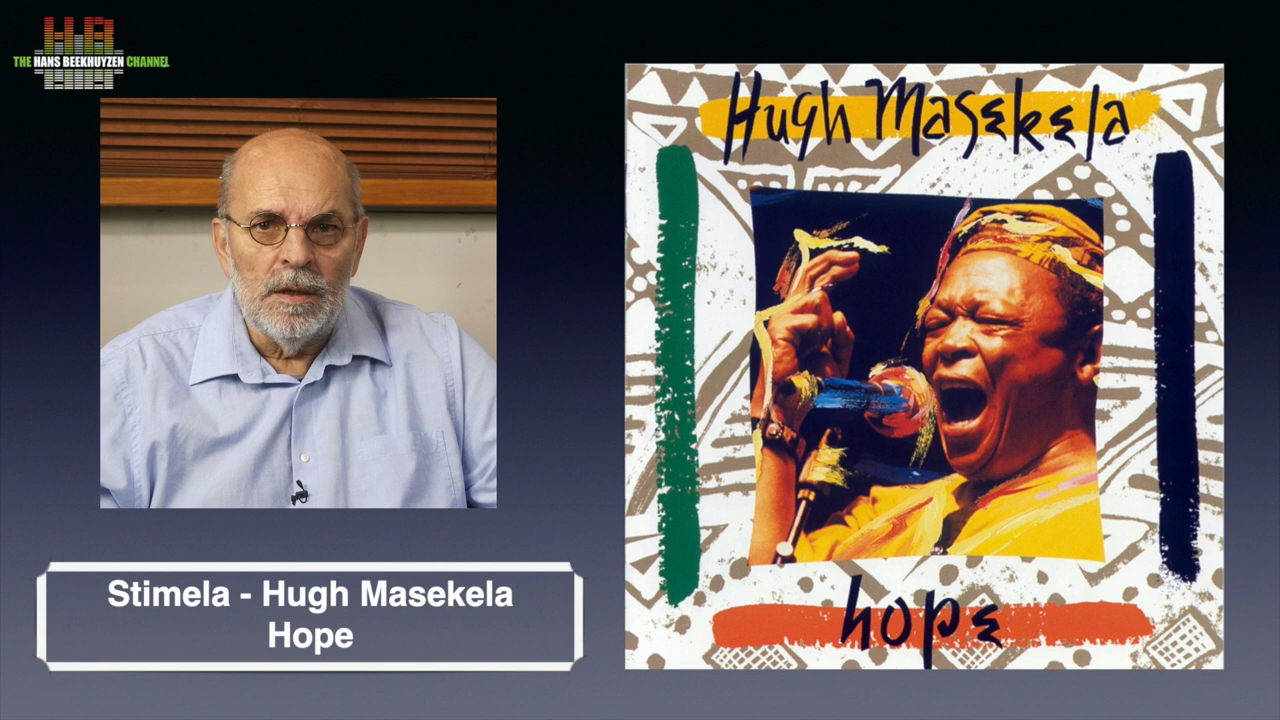 THE HANS BEEKHUYZEN CHANNEL
Stimela - Hugh Masekela
Hope
Hugh Masekela
hope